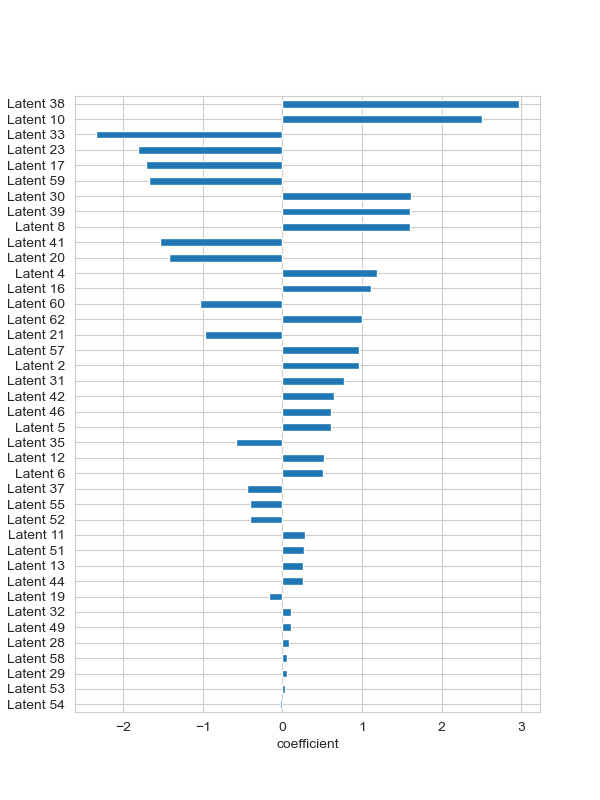 Latent 38
Latent 10
Latent 33
Latent 23
Latent 17
Latent 59
Latent 30
Latent 39
Latent 8
Latent 41
Latent 20
Latent 4
Latent 16
Latent 60
Latent 62
Latent 21
Latent 57
Latent 2
Latent 31
Latent 42
Latent 46
Latent 5
Latent 35
Latent 12
Latent 6
Latent 37
Latent 55
Latent 52
Latent 11
Latent 51
Latent 13
Latent 44
Latent 19
Latent 32
Latent 49
Latent 28
Latent 58
Latent 29
Latent 53
Latent 54
−2 −1 0 1 2 3
coefficient